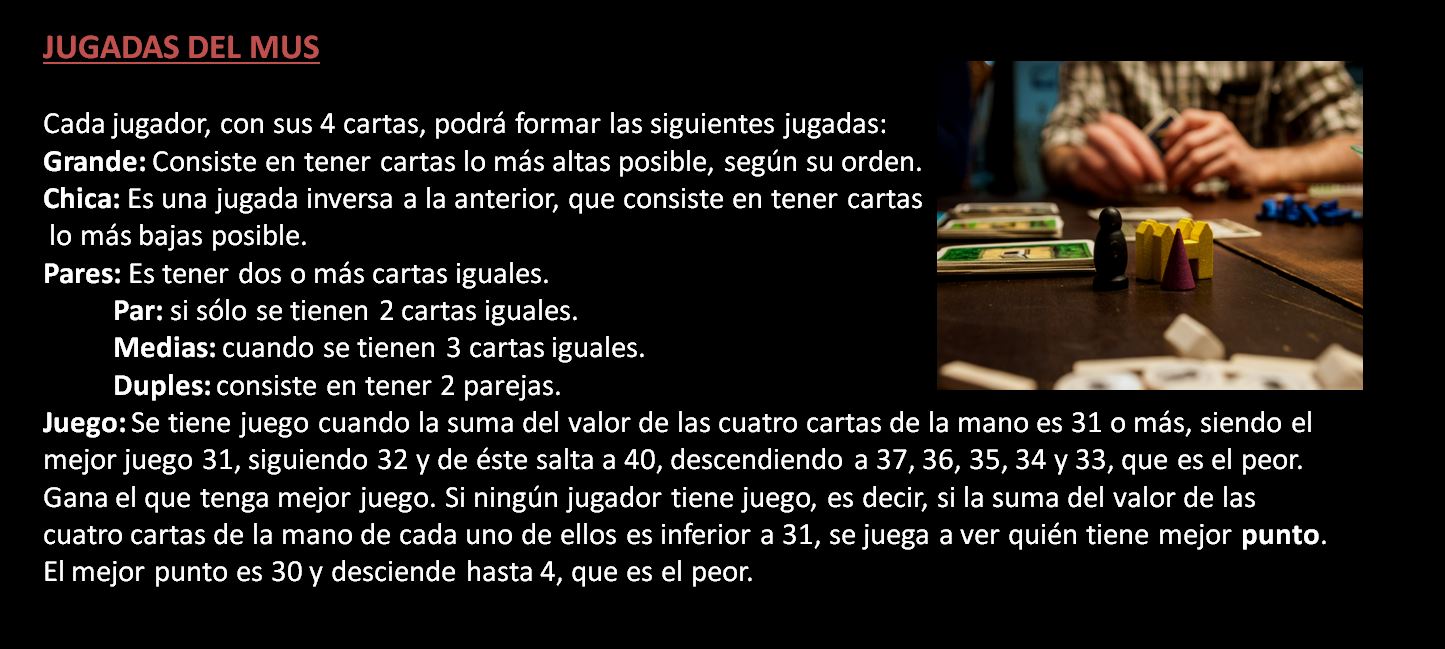 JUGADAS DEL MUS
Cada jugador, con sus 4 cartas, podrá formar las siguientes jugadas:
Grande: Consiste en tener cartas lo más altas posible, según su orden.
Chica: Es una jugada inversa a la anterior, que consiste en tener cartas
lo más bajas posible.
Pares: Es tener dos o más cartas iguales.
Par: si sólo se tienen 2 cartas iguales.
Medias: cuando se tienen 3 cartas iguales.
Duples: consiste en tener 2 parejas.
Juego: Se tiene juego cuando la suma del valor de las cuatro cartas de la mano es 31 o más, siendo el
mejor juego 31, siguiendo 32 y de éste salta a 40, descendiendo a 37, 36, 35, 34 y 33, que es el peor.
Gana el que tenga mejor juego. Si ningún jugador tiene juego, es decir, si la suma del valor de las
cuatro cartas de la mano de cada uno de ellos es inferior a 31, se juega a ver quién tiene mejor punto.
El mejor punto es 30 y desciende hasta 4, que es el peor.